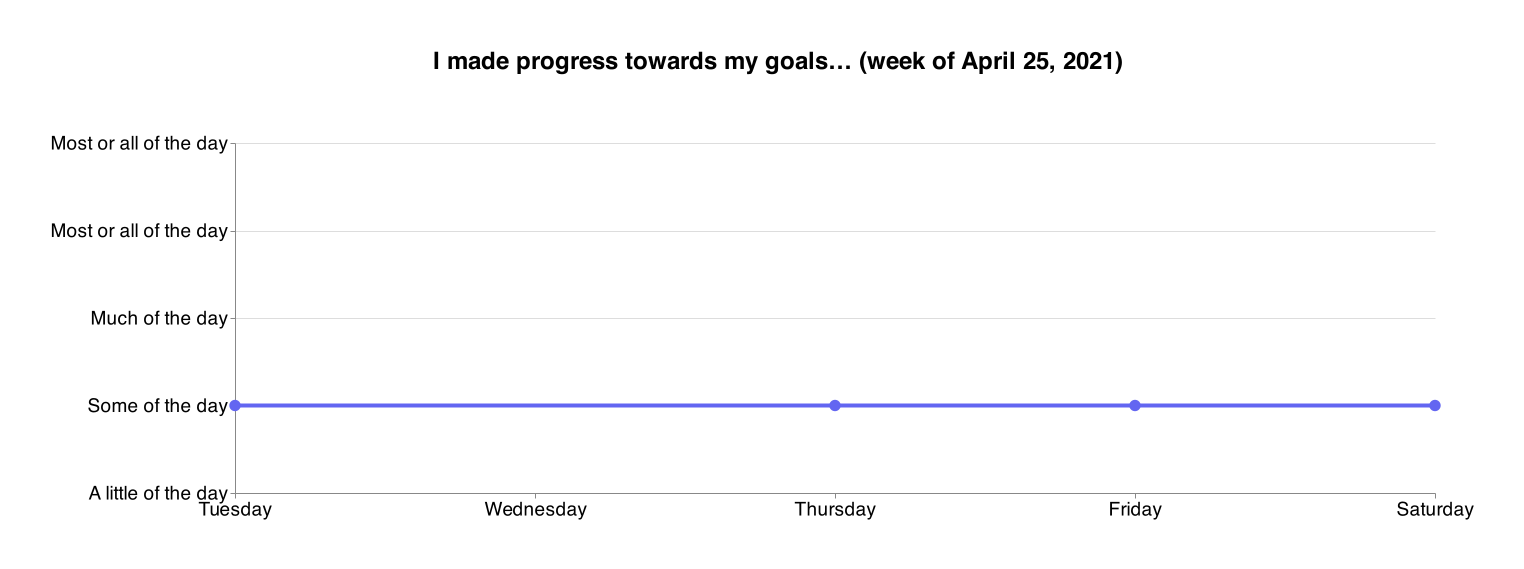 I made progress towards my goals… (week of April 25, 2021)
Most or all of the day
Most or all of the day
Much of the day
Some of the day
A little of the day
Tuesday Wednesday Thursday Friday Saturday